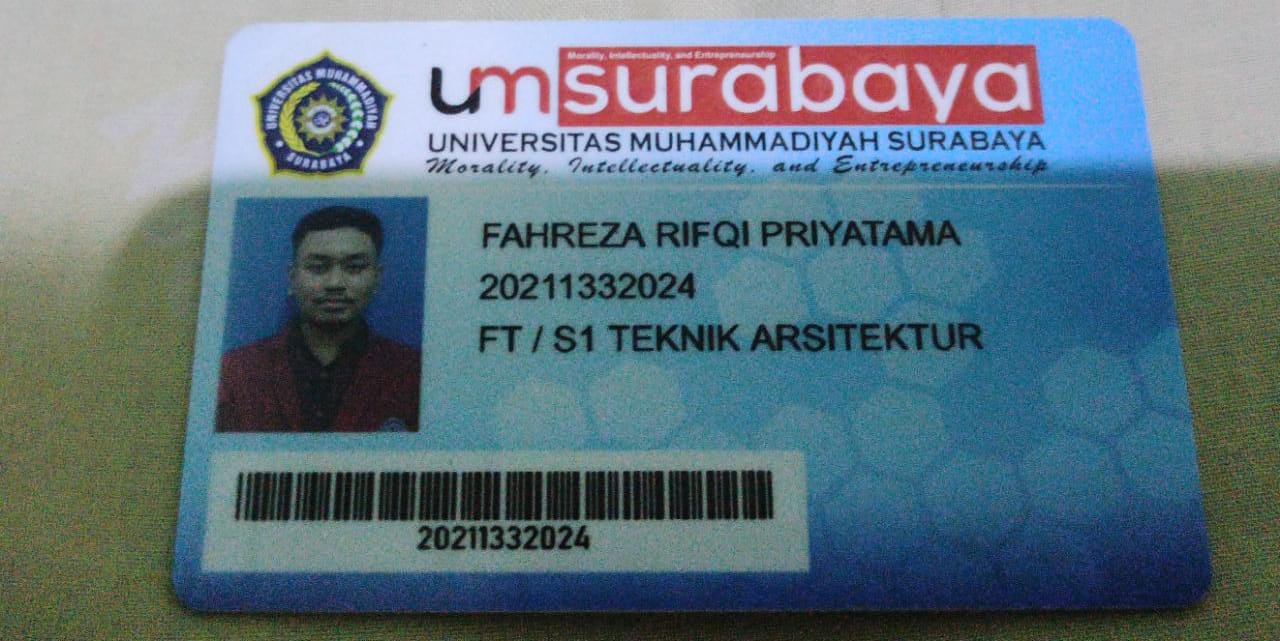 UNIVERSITAS MUHAMMADIYAH
SURABAYA
Morality, Intellectuality, and Entrepreneurship
umsurabaya
UNIVERSITAS MUHAMMADIYAH SURABAYA
Morality, Intellectuality, and Entrepreneurship
FAHREZA RIFQI PRIYATAMA
20211332024
FT / S1 TEKNIK ARSITEKTUR
20211332024